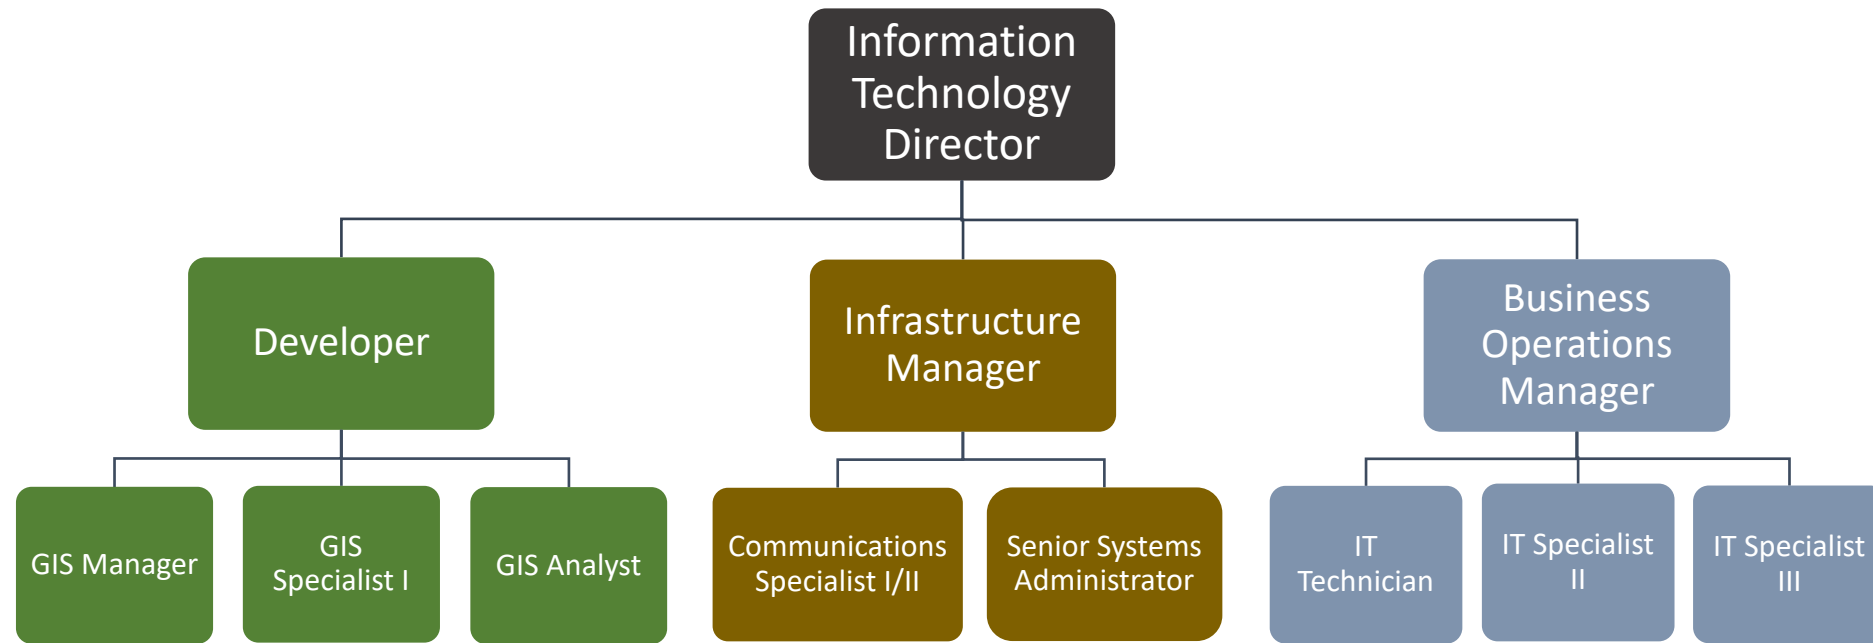 Information
Technology
Director
Developer
Infrastructure
Manager
Business
Operations
Manager
GIS Manager
GIS
Specialist I
GIS Analyst
Communications
Specialist I/II
Senior Systems
Administrator
IT
Technician
IT Specialist
II
IT Specialist
III